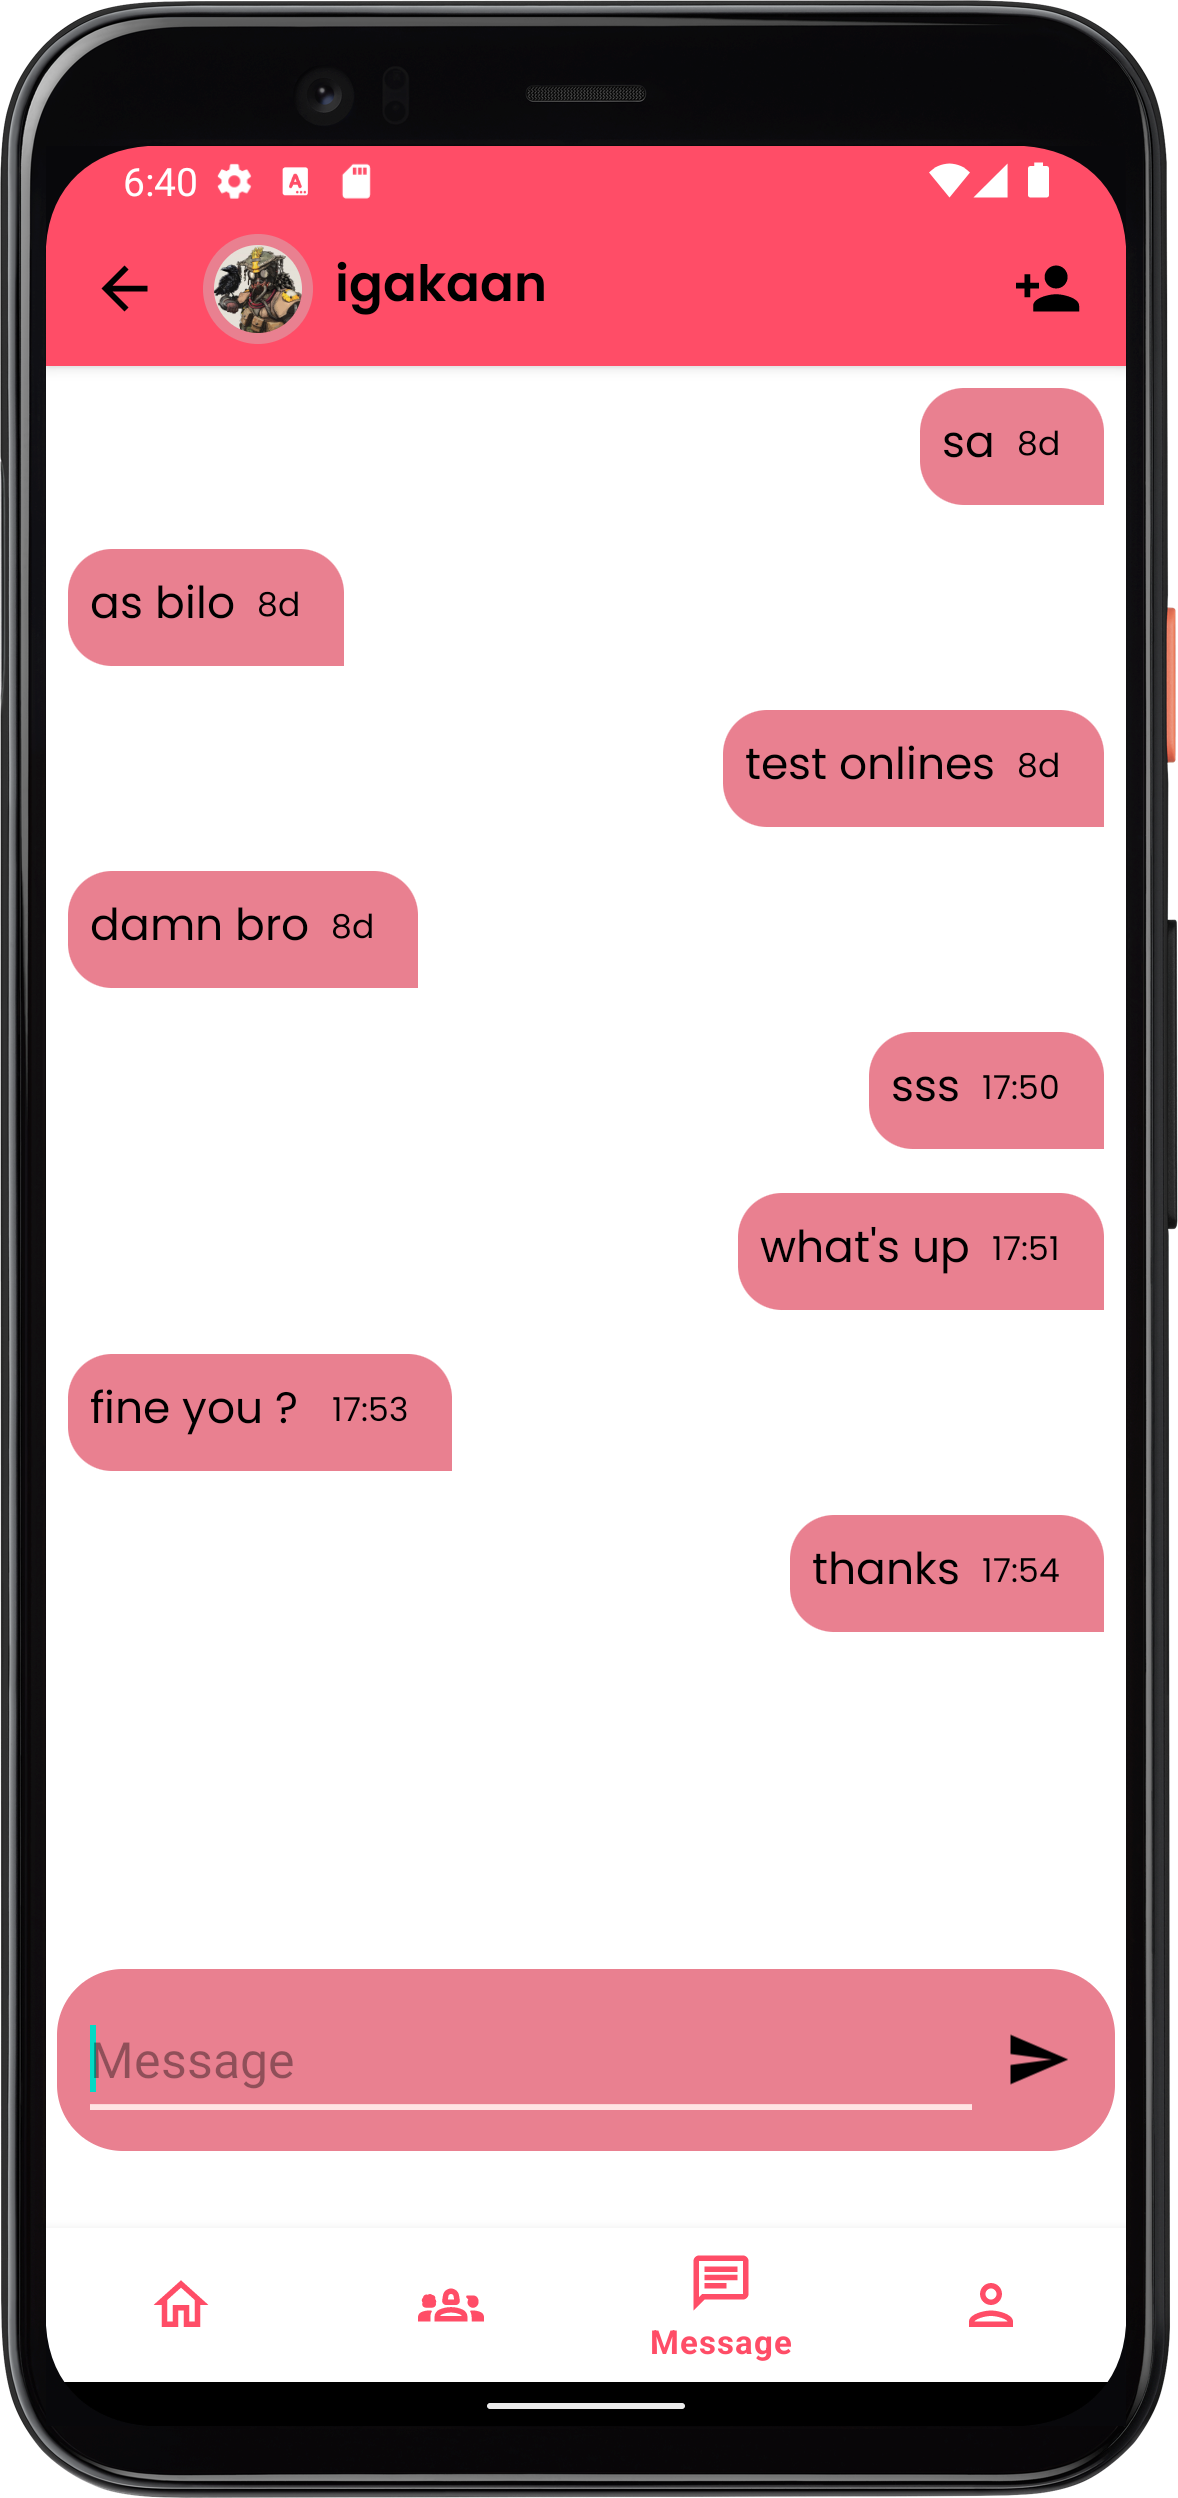 6:40
igakaan
sa 8d
as bilo 8d
test onlines 8d
damn bro 8d
sss 17:50
what's up 17:51
fine you ? 17:53
thanks 17:54
Message
Message